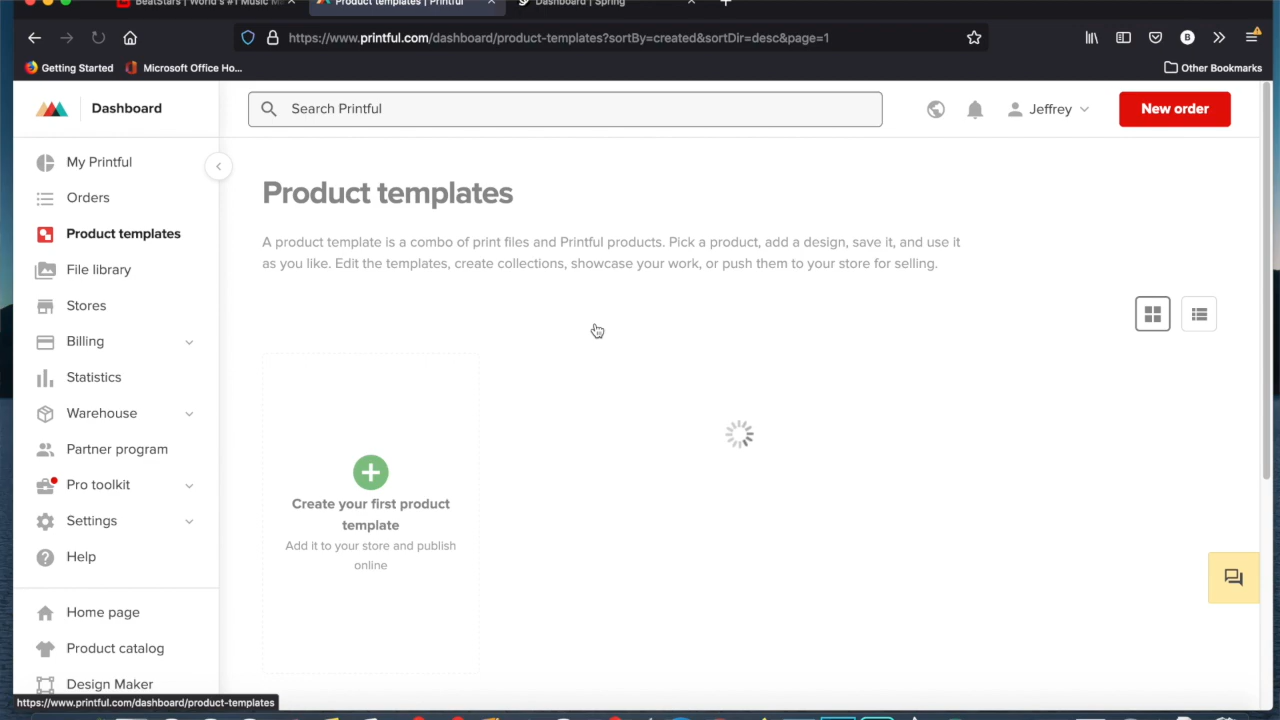 BeatStars | World's #1 Music Ma
Product templates | Printful
Dashboard | Spring
https://www.printful.com/dashboard/product-templates?sortBy=created&sortDir=desc&page=1
Getting Started
Microsoft Office Ho...
Other Bookmarks
Dashboard
Search Printful
Jeffrey
New order
My Printful
Orders
Product templates
File library
Stores
Billing
Statistics
Warehouse
Partner program
Pro toolkit
Settings
Help
Home page
Product catalog
Design Maker
Product templates
A product template is a combo of print files and Printful products. Pick a product, add a design, save it, and use it
as you like. Edit the templates, create collections, showcase your work, or push them to your store for selling.
Create your first product
template
Add it to your store and publish
online
https://www.printful.com/dashboard/product-templates